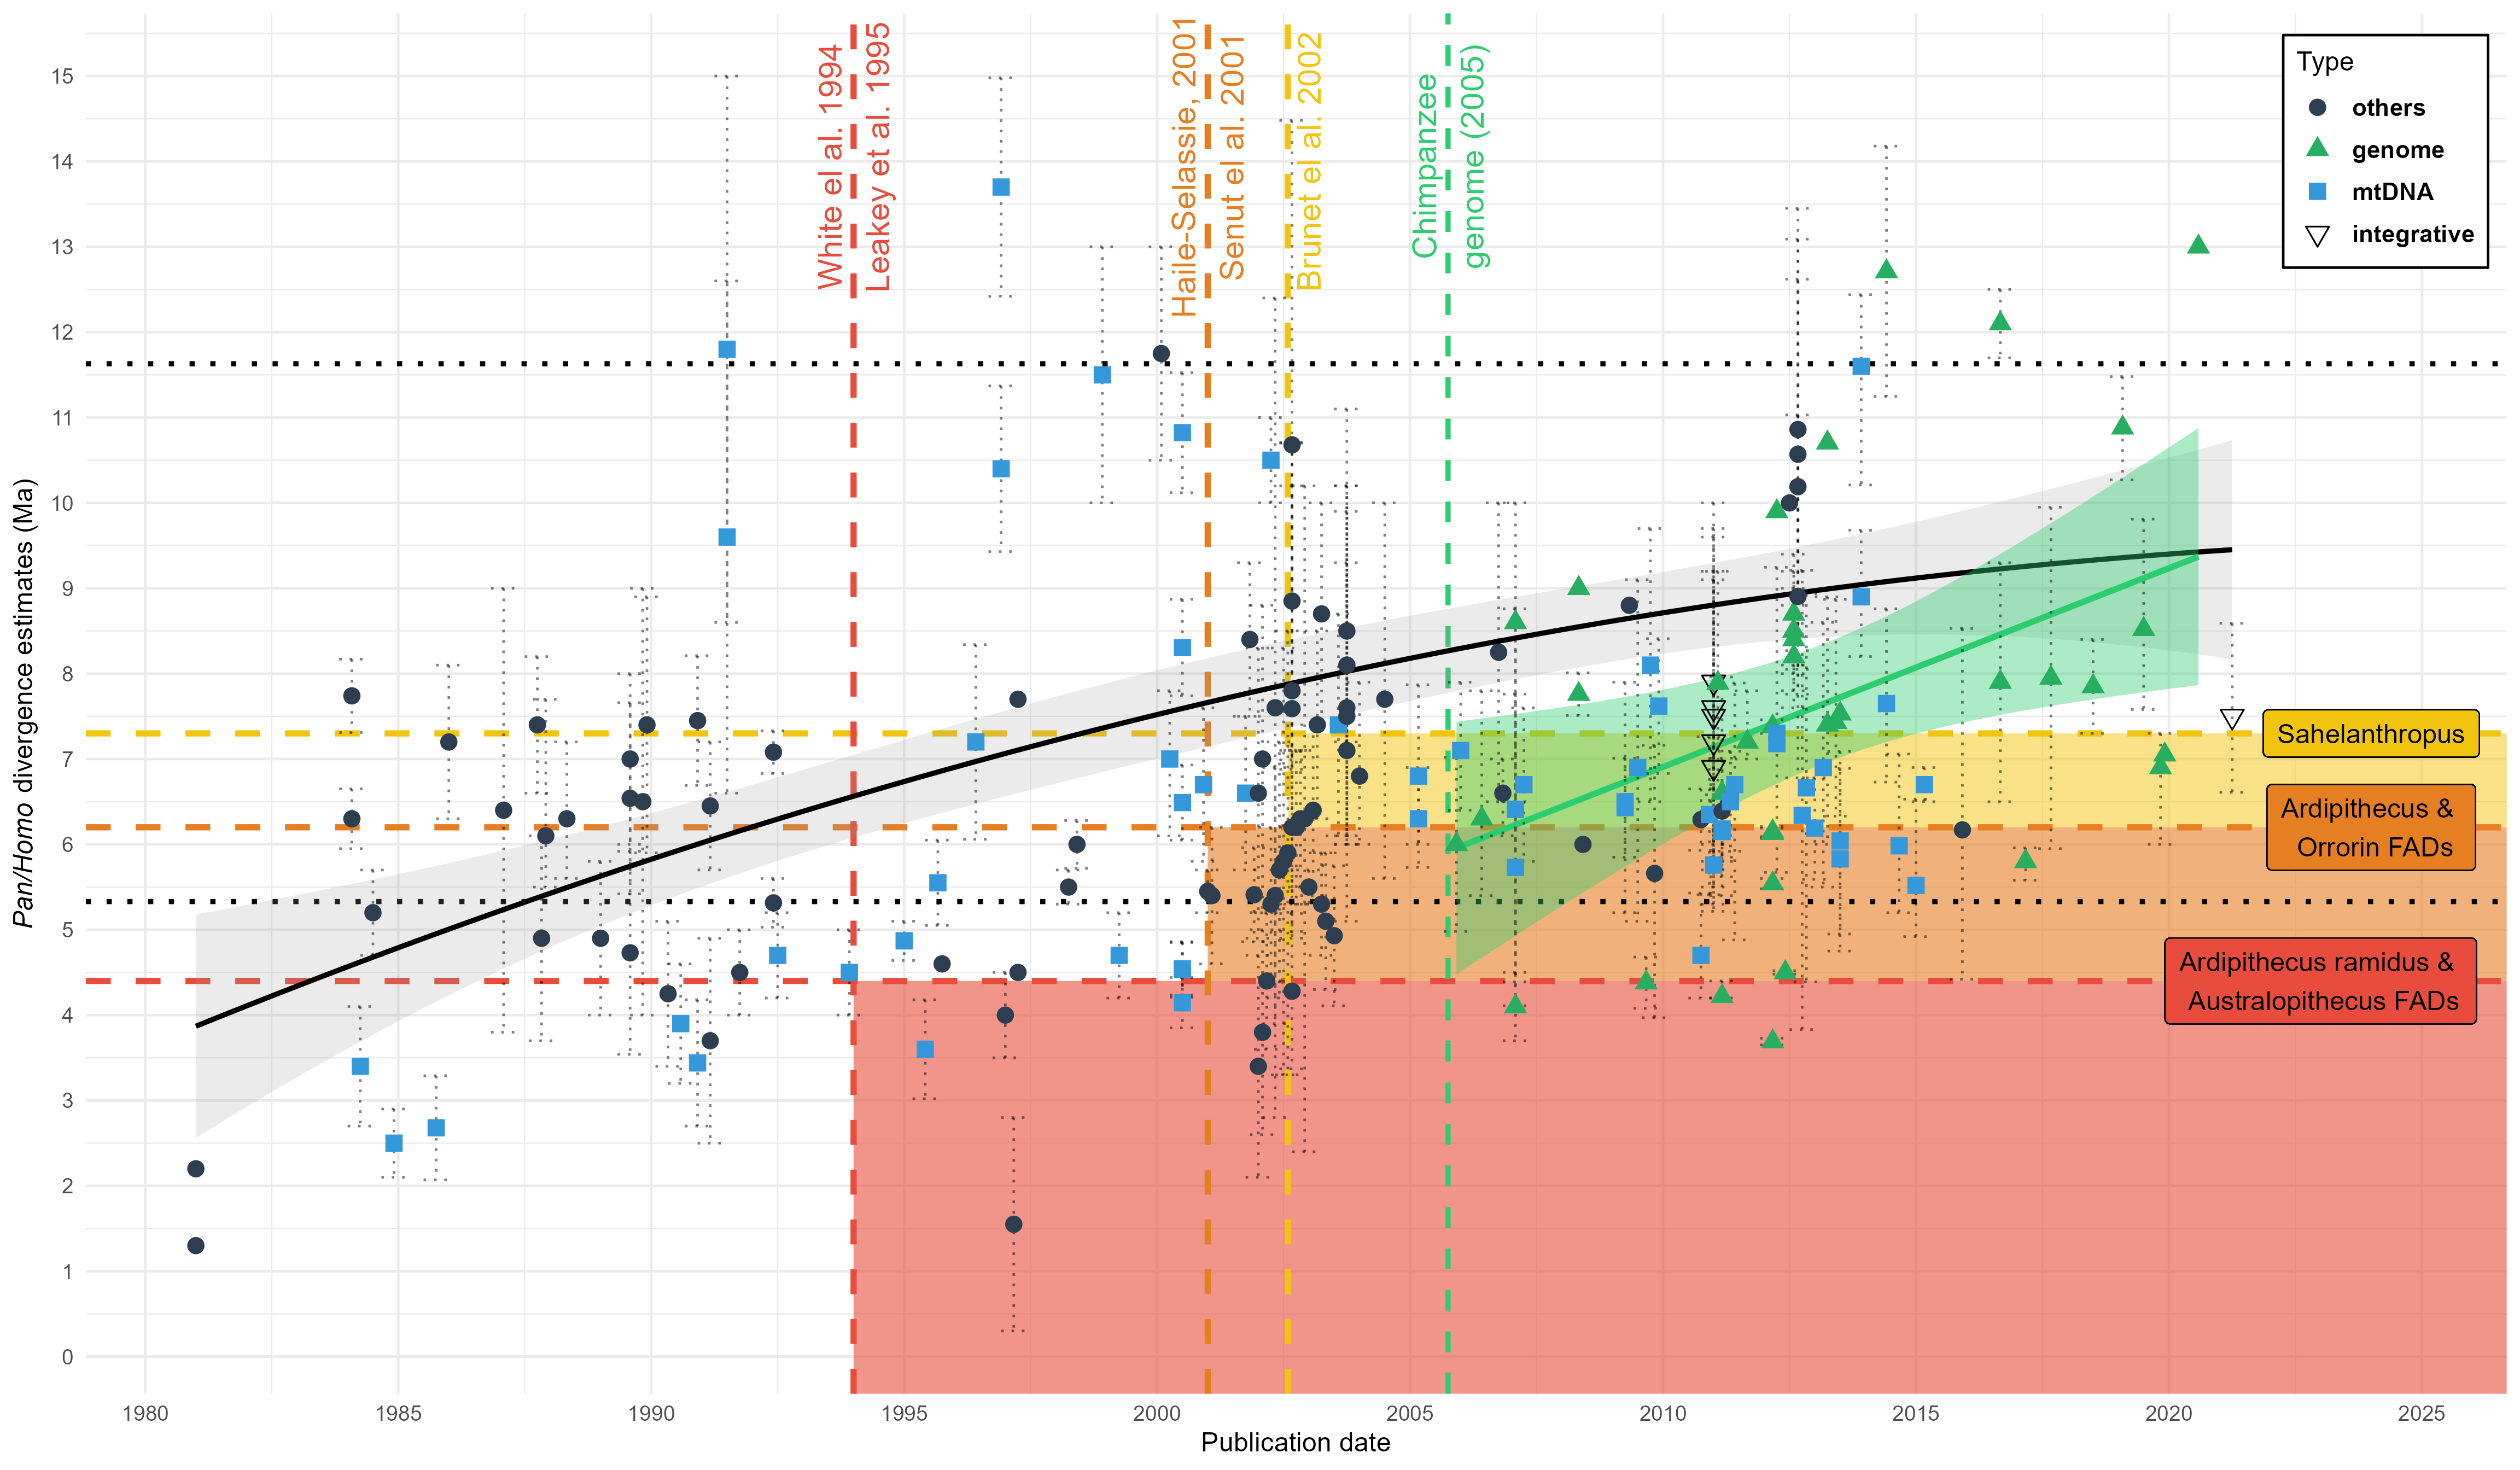 White el al. 1994
Leakey et al. 1995
Haile-Selassie, 2001
Senut el al. 2001
Brunet el al. 2002
Chimpanzee
genome (2005)
Type
others
genome
mtDNA
integrative
Pan/Homo divergence estimates (Ma)
15
14
13
12
11
10
9
8
7
6
5
4
3
2
1
0
Sahelanthropus
Ardipithecus &
Orrorin FADs
Ardipithecus ramidus &
Australopithecus FADs
1980
1985
1990
1995
2000
2005
2010
2015
2020
2025
Publication date